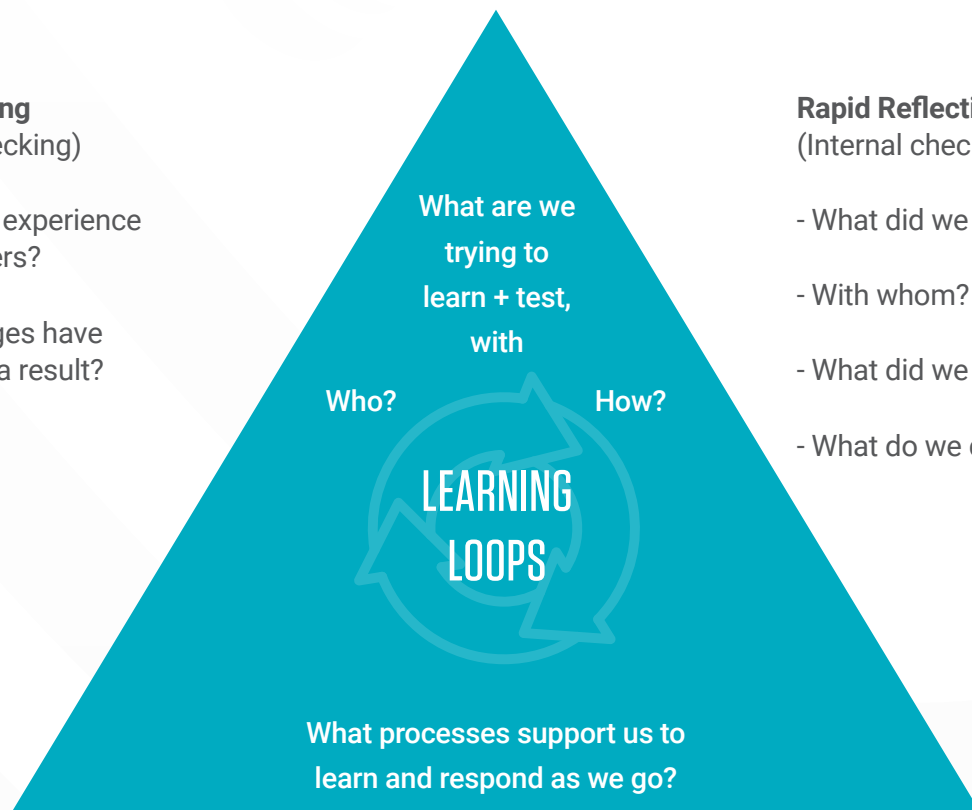 ng
ecking)
experience
ers?
ges have
a result?
What are we
trying to
learn + test,
with
Who?
How?
LEARNING
LOOPS
What processes support us to
learn and respond as we go?
Rapid Reflecti
(Internal chec
- What did we
- With whom?
- What did we
- What do we